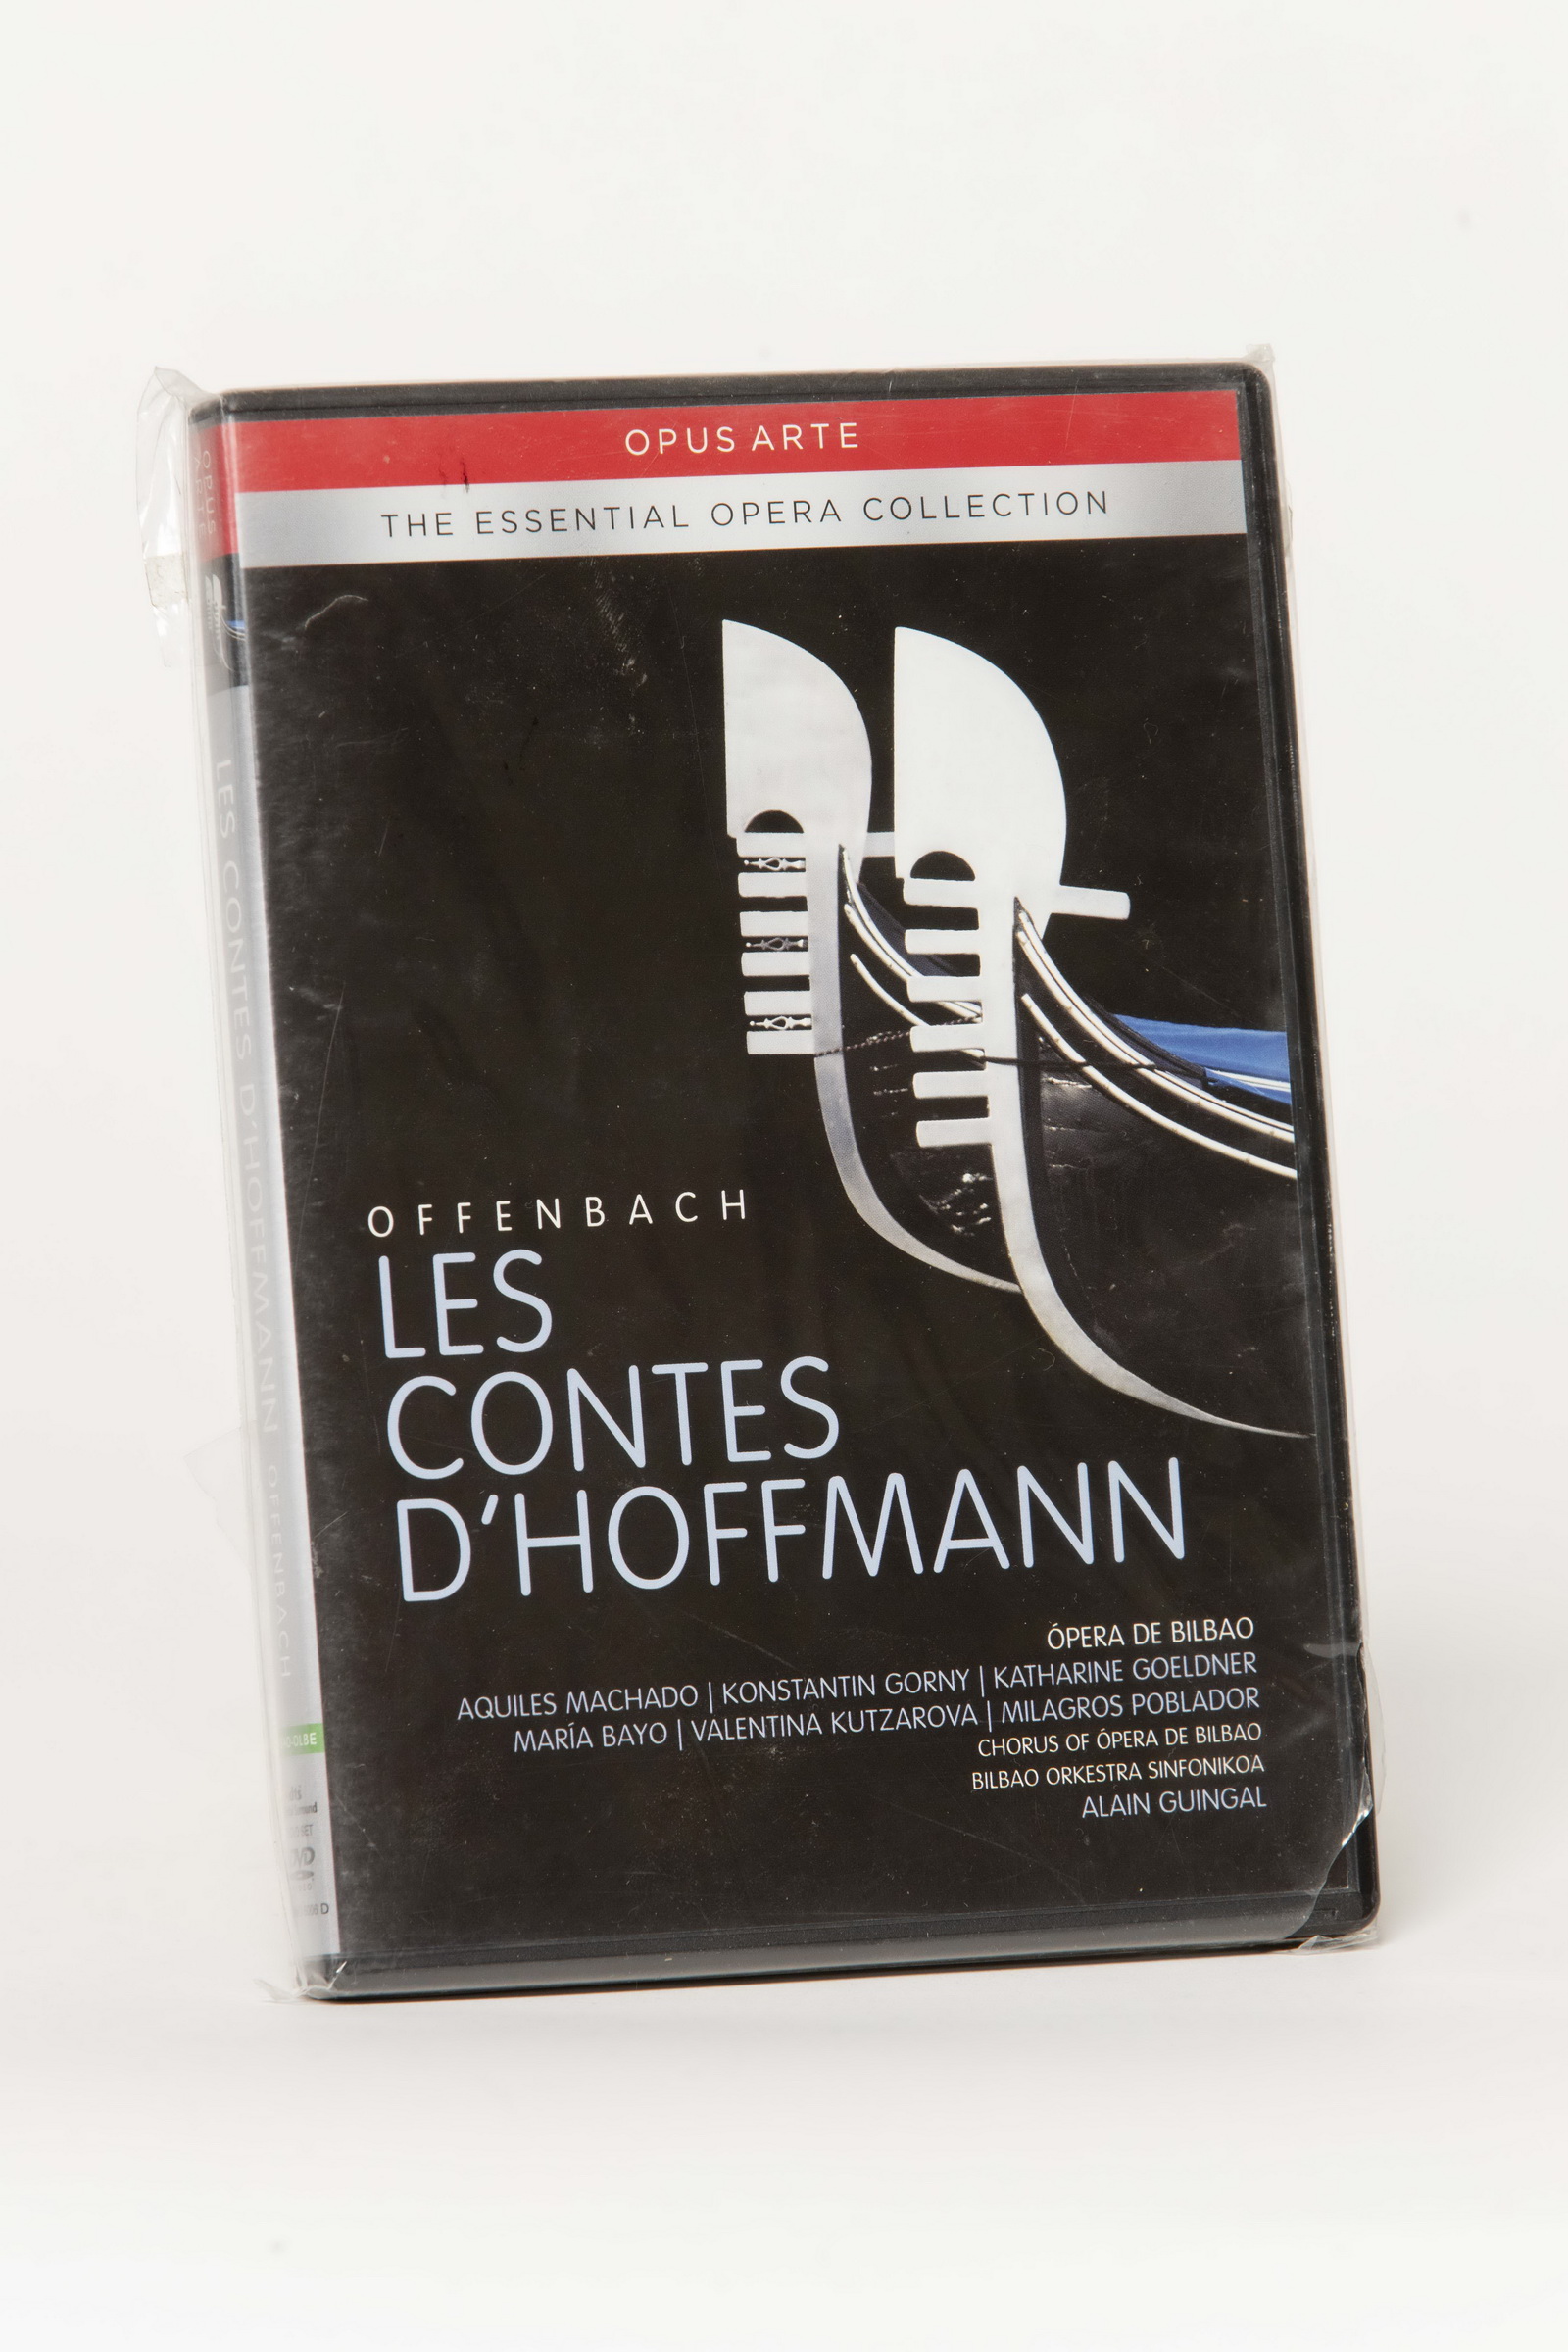 OPUS ARTE
THE ESSENTIAL OPERA COLLECTION
OFFENBACH
LES
CONTES
D'HOFFMANN
ÓPERA DE BILBAO
AQUILES MACHADO | KONSTANTIN GORNY | KATHARINE GOELDNER
MARÍA BAYO | VALENTINA KUTZAROVA | MILAGROS POBLADOR
CHORUS OF ÓPERA DE BILBAO
BILBAO ORKESTRA SINFONIKOA
ALAIN GUINGAL
OPUS
ARTE
LES CONTES D'HOFFMANN OFFENBACH